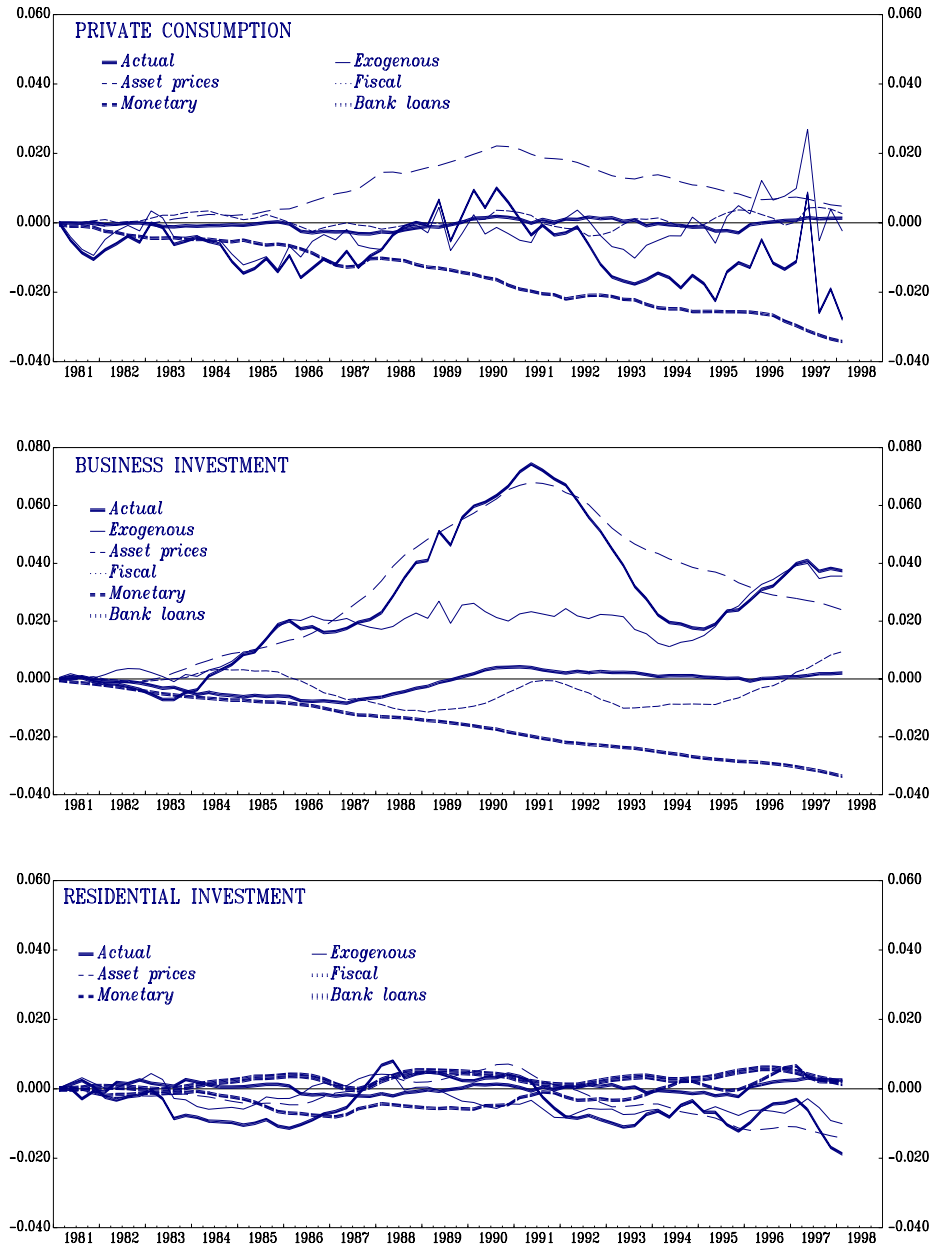 0.060 0.060
PRIVATE CONSUMPTION
Actual Exogenous
0.040 Asset prices Fiscal 0.040
Monetary Bank loans
0.020 0.020
0.000 0.000
-0.020 -0.020
-0.040 -0.040
1981 1982 1983 1984 1985 1986 1987 1988 1989 1990 1991 1992 1993 1994 1995 1996 1997 1998
0.080 0.080
BUSINESS INVESTMENT
0.060 Actual 0.060
Exogenous
Asset prices
0.040 Fiscal 0.040
Monetary
0.020 Bank loans 0.020
0.000 0.000
-0.020 -0.020
-0.040 -0.040
1981 1982 1983 1984 1985 1986 1987 1988 1989 1990 1991 1992 1993 1994 1995 1996 1997 1998
0.060 0.060
RESIDENTIAL INVESTMENT
0.040 Actual Exogenous 0.040
Asset prices Fiscal
Monetary Bank loans
0.020 0.020
0.000 0.000
-0.020 -0.020
-0.040 -0.040
1981 1982 1983 1984 1985 1986 1987 1988 1989 1990 1991 1992 1993 1994 1995 1996 1997 1998